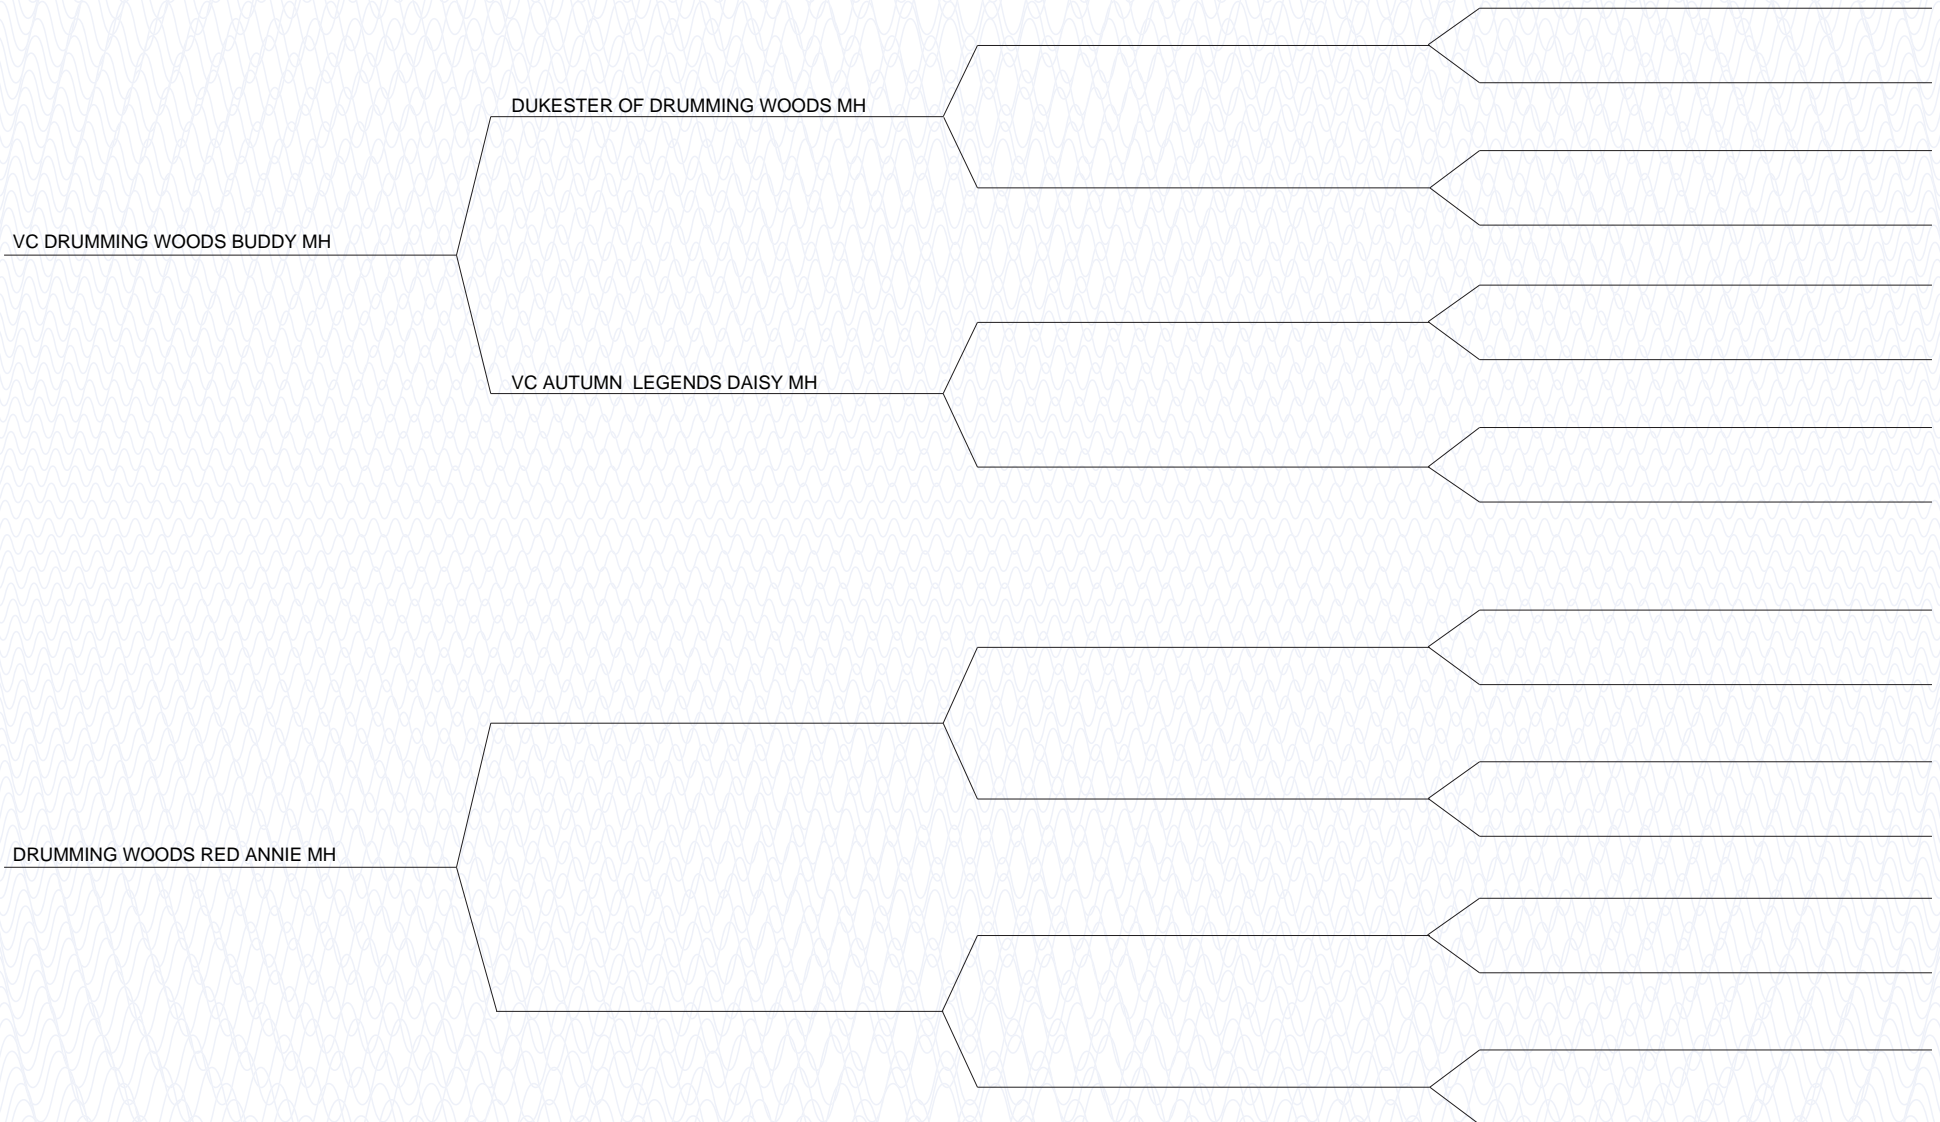 DUKESTER OF DRUMMING WOODS MH
VC DRUMMING WOODS BUDDY MH
VC AUTUMN  LEGENDS DAISY MH
DRUMMING WOODS RED ANNIE MH